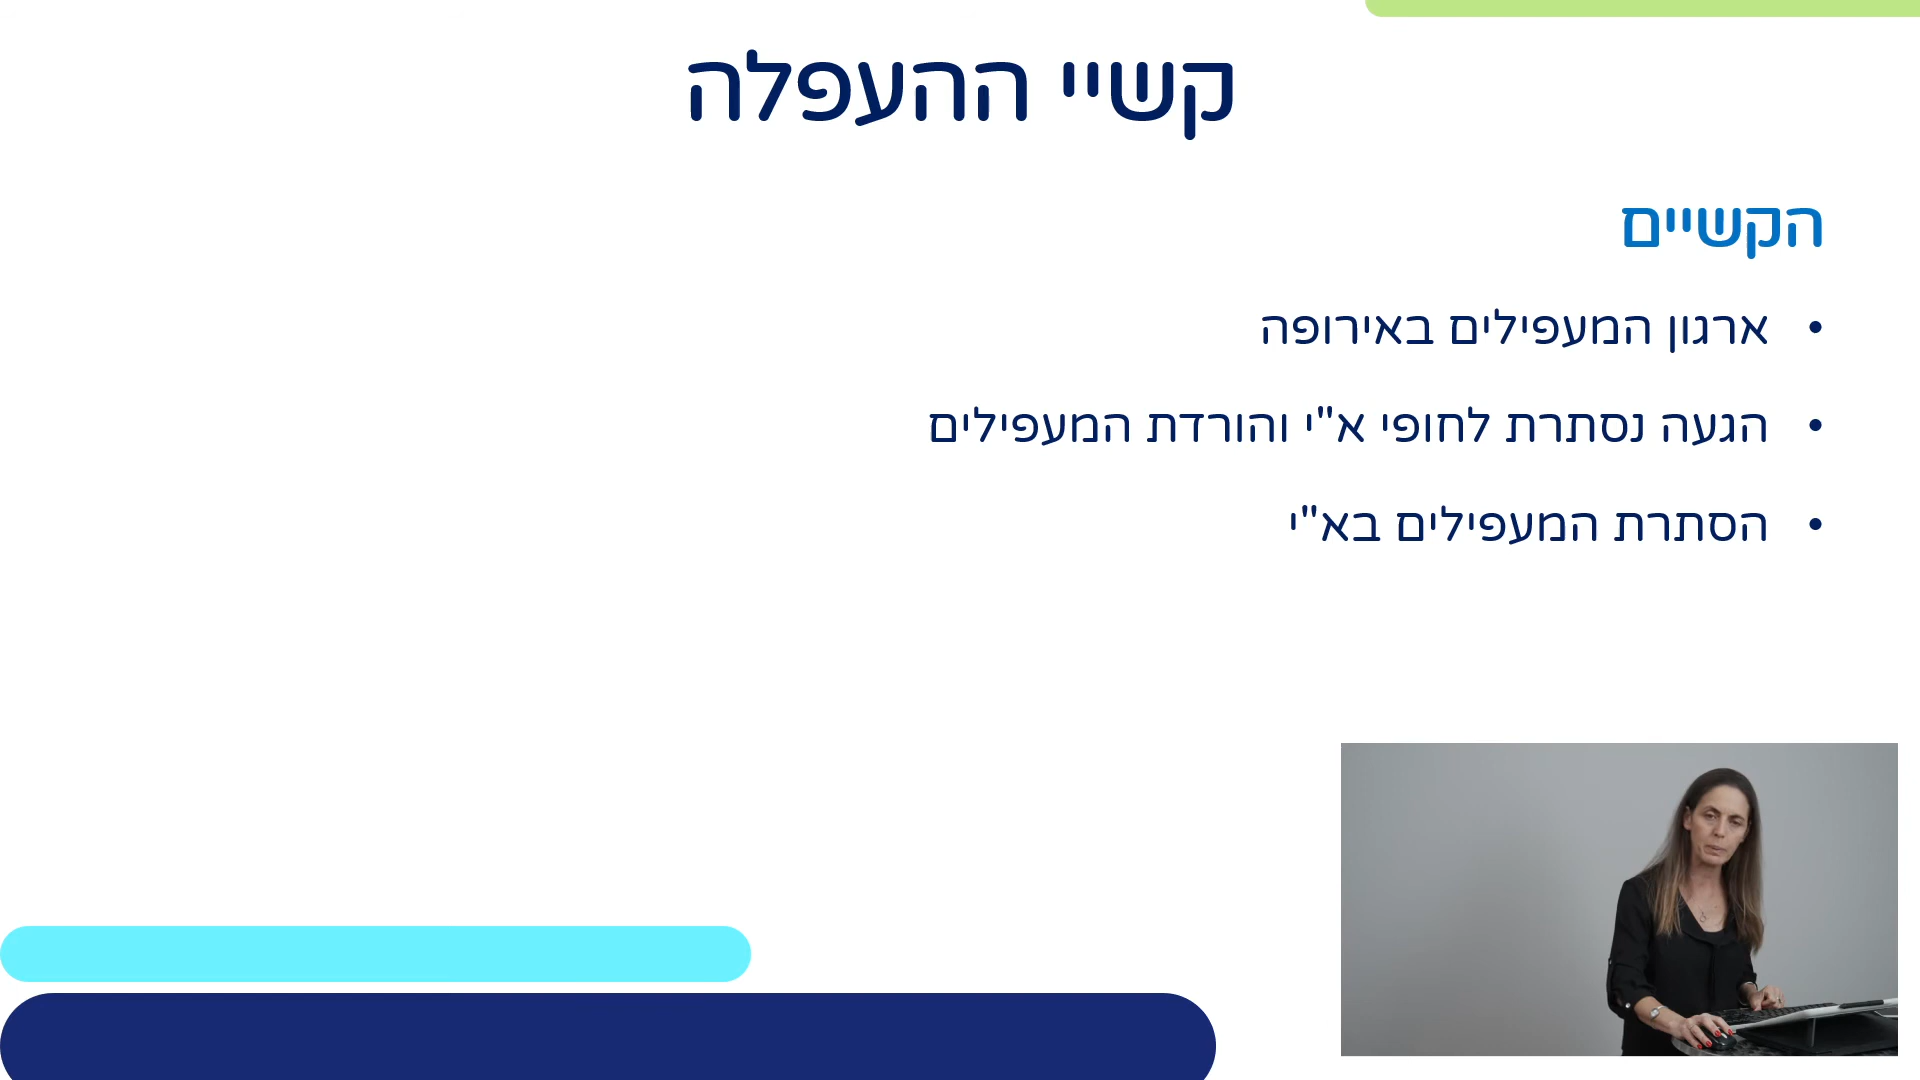 קשיי ההעפלה
הקשיים
• ארגון המעפילים באירופה
• הגעה נסתרת לחופי א"י והורדת המעפילים
• הסתרת המעפילים בא"י